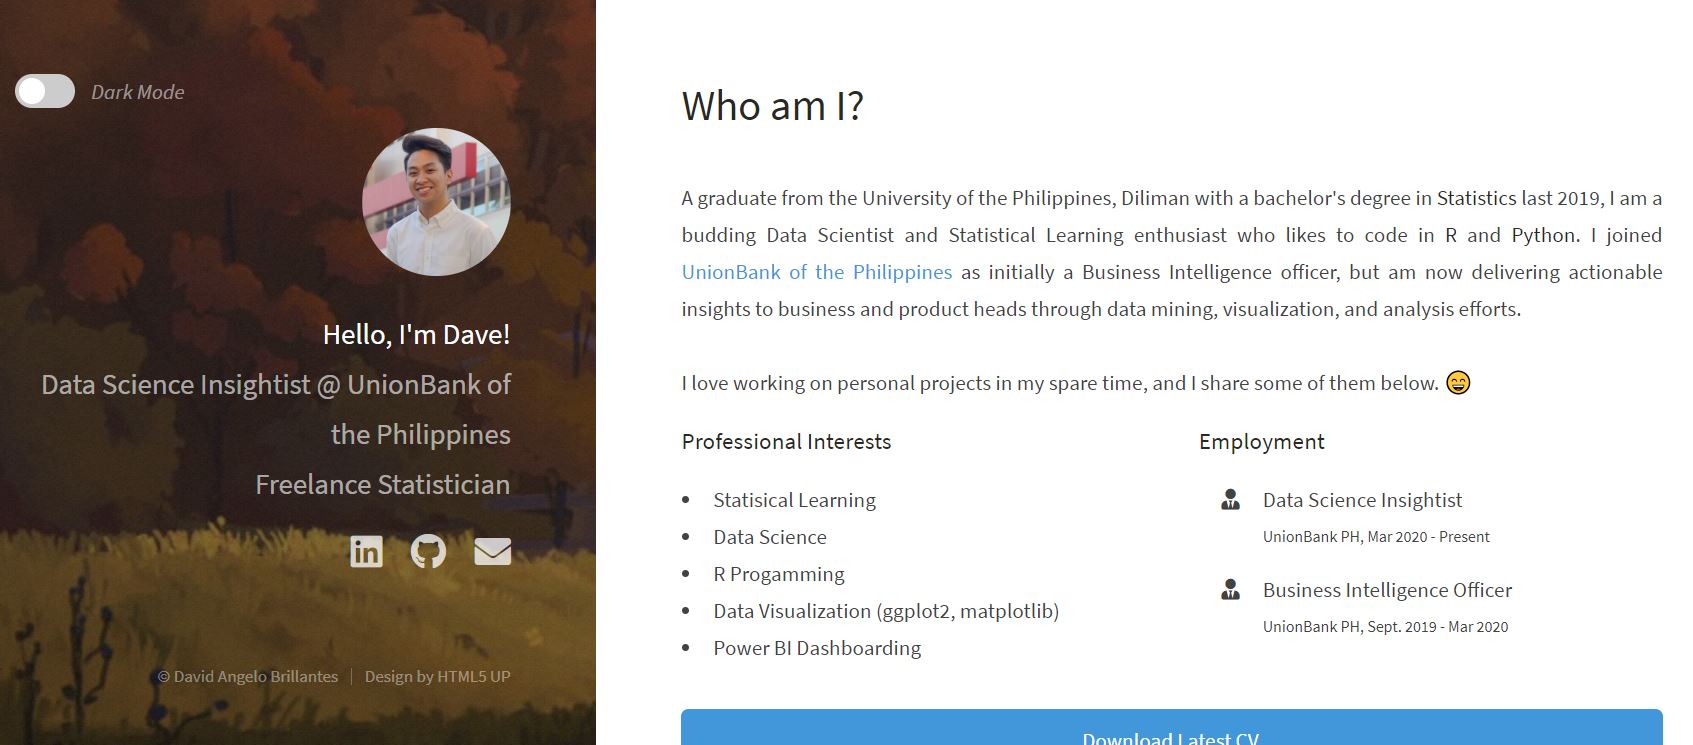 Dark Mode
Hello, I'm Dave!
Data Science Insightist @ UnionBank of
the Philippines
Freelance Statistician
© David Angelo Brillantes
Design by HTML5 UP
Who am I?
A graduate from the University of the Philippines, Diliman with a bachelor's degree in Statistics last 2019, I am a
budding Data Scientist and Statistical Learning enthusiast who likes to code in R and Python. I joined
UnionBank of the Philippines as initially a Business Intelligence officer, but am now delivering actionable
insights to business and product heads through data mining, visualization, and analysis efforts.
I love working on personal projects in my spare time, and I share some of them below. 😄
Professional Interests
Statisical Learning
Data Science
R Progamming
Data Visualization (ggplot2, matplotlib)
Power BI Dashboarding
Employment
Data Science Insightist
UnionBank PH, Mar 2020 - Present
Business Intelligence Officer
UnionBank PH, Sept. 2019 - Mar 2020
Download Latest CV